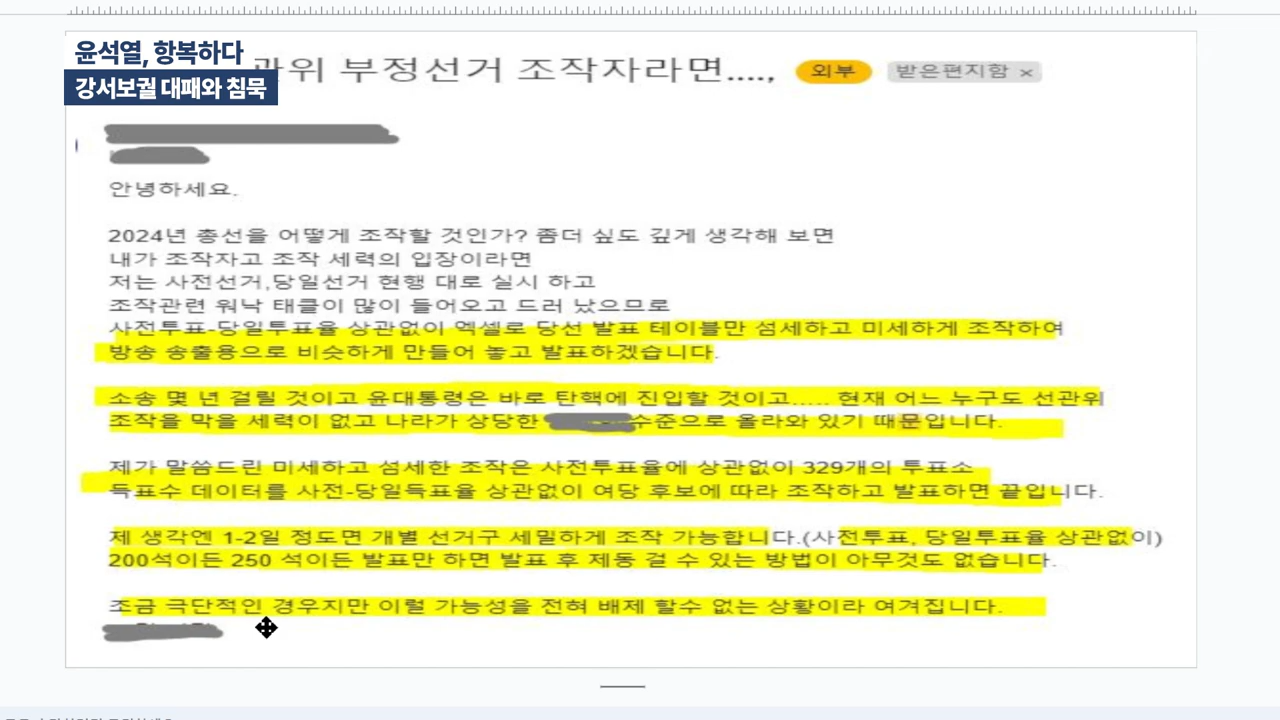 윤석열, 항복하다
강서보궐 대패와 침묵
관위 부정선거 조작자라면....,
외부
받은편지함 ×
안녕하세요.
2024년 총선을 어떻게 조작할 것인가? 좀더 싶도 깊게 생각해 보면
내가 조작자고 조작 세력의 입장이라면
저는 사전선거,당일선거 현행 대로 실시 하고
조작관련 워낙 태클이 많이 들어오고 드러 났으므로
사전투표-당일투표율 상관없이 엑셀로 당선 발표 테이블만 섬세하고 미세하게 조작하여
방송 송출용으로 비슷하게 만들어 놓고 발표하겠습니다.
소송 몇 년 걸릴 것이고 윤대통령은 바로 탄핵에 진입할 것이고..... 현재 어느 누구도 선관위
조작을 막을 세력이 없고 나라가 상당한 수준으로 올라와 있기 때문입니다.
제가 말씀드린 미세하고 섬세한 조작은 사전투표율에 상관없이 329개의 투표소
득표수 데이터를 사전-당일득표율 상관없이 여당 후보에 따라 조작하고 발표하면 끝입니다.
제 생각엔 1-2일 정도면 개별 선거구 세밀하게 조작 가능합니다.(사전투표, 당일투표율 상관없이)
200석이든 250 석이든 발표만 하면 발표 후 제동 걸 수 있는 방법이 아무것도 없습니다.
조금 극단적인 경우지만 이럴 가능성을 전혀 배제 할수 없는 상황이라 여겨집니다.